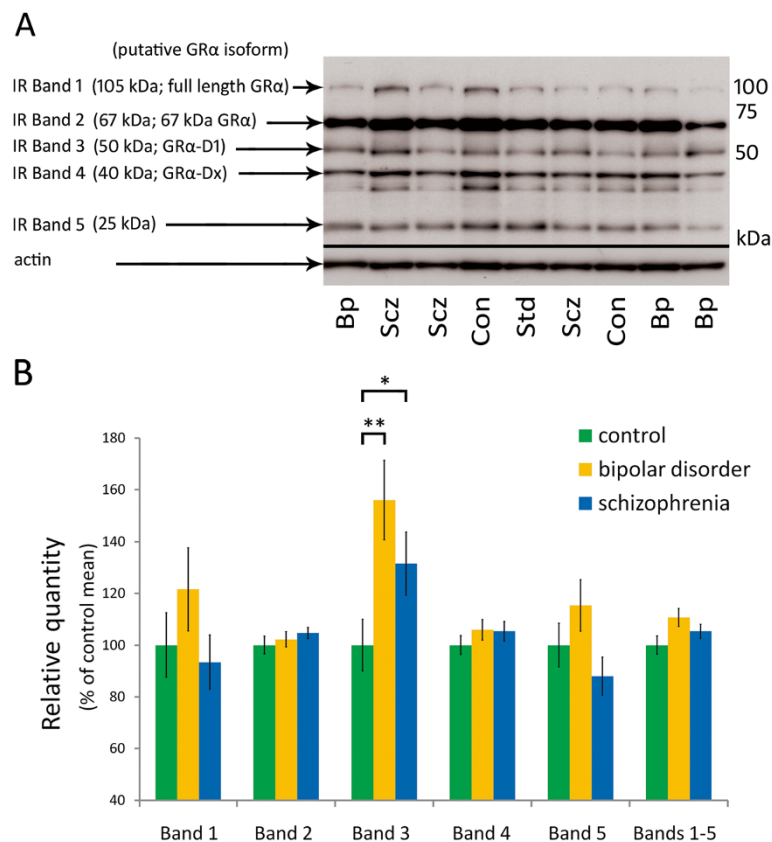 A
(putative GRα isoform)
IR Band 1 (105 kDa; full length GRα)
IR Band 2 (67 kDa; 67 kDa GRα)
IR Band 3 (50 kDa; GRα-D1)
IR Band 4 (40 kDa; GRα-Dx)
IR Band 5 (25 kDa)
actin
100
75
50
kDa
Bp Scz Scz Con Std Scz Con Bp Bp
B
*
**
control
bipolar disorder
schizophrenia
Relative quantity
(% of control mean)
180
160
140
120
100
80
60
40
Band 1 Band 2 Band 3 Band 4 Band 5 Bands 1-5